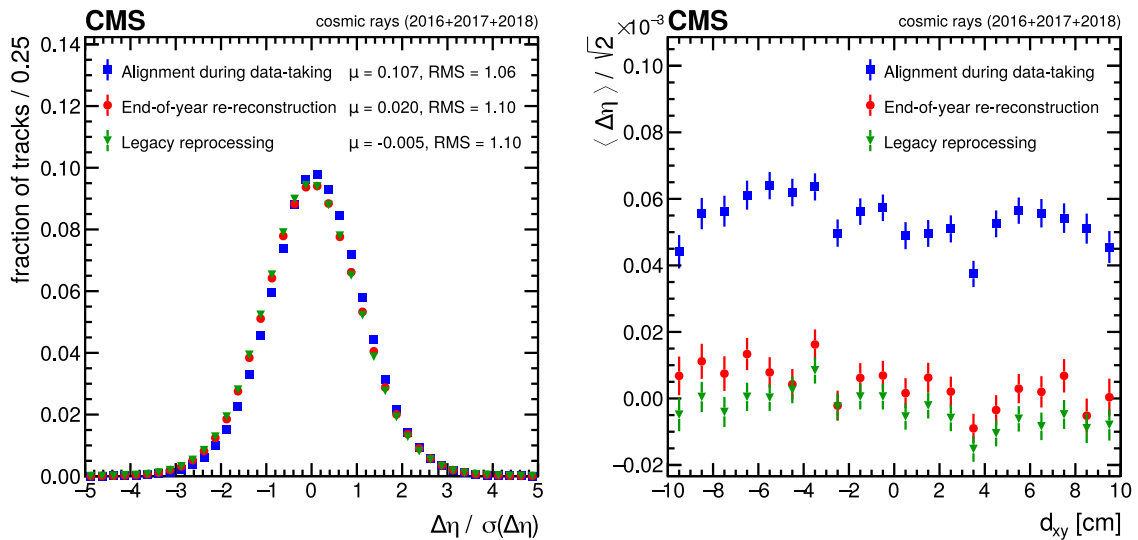 CMS cosmic rays (2016+2017+2018)
fraction of tracks / 0.25
0.14
0.12
0.10
0.08
0.06
0.04
0.02
0.00
Alignment during data-taking μ = 0.107, RMS = 1.06
End-of-year re-reconstruction μ = 0.020, RMS = 1.10
Legacy reprocessing μ = -0.005, RMS = 1.10
−5 −4 −3 −2 −1 0 1 2 3 4 5
Δη / σ(Δη)
CMS cosmic rays (2016+2017+2018)
⟨ Δη ⟩ / √2 ×10⁻³
0.10
0.08
0.06
0.04
0.02
0.00
−0.02
Alignment during data-taking
End-of-year re-reconstruction
Legacy reprocessing
−10 −8 −6 −4 −2 0 2 4 6 8 10
d_xy [cm]